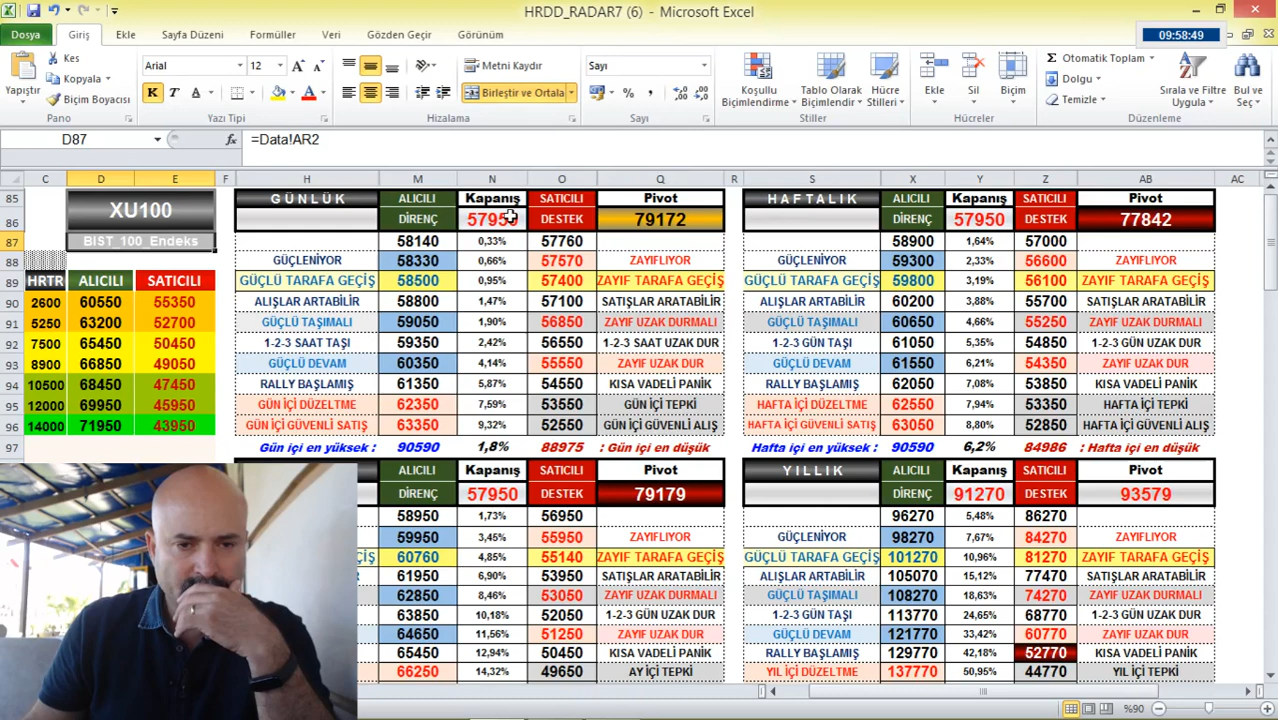 HRDD_RADAR7 (6) - Microsoft Excel
Dosya Giriş Ekle Sayfa Düzeni Formüller Veri Gözden Geçir Görünüm 09:58:49
Yapıştır Kes Kopyala Biçim Boyacısı Pano
Arial 12 K T A Yazı Tipi
Metni Kaydır Birleştir ve Ortala Hizalama
Sayı % Sayı
Koşullu Biçimlendirme Tablo Olarak Biçimlendir Hücre Stilleri Stiller
Ekle Sil Biçim Hücreler
Otomatik Toplam Dolgu Temizle Sırala ve Filtre Uygula Bul ve Seç Düzenleme
D87 fx =Data!AR2
C D E F H M N O Q R S X Y Z AB AC
85 XU100 GÜNLÜK ALICILI Kapanış SATICILI Pivot HAFTALIK ALICILI Kapanış SATICILI Pivot
86 DİRENÇ 57950 DESTEK 79172 DİRENÇ 57950 DESTEK 77842
87 BIST_100_Endeks 58140 0,33% 57760 58900 1,64% 57000
88 GÜÇLENİYOR 58330 0,66% 57570 ZAYIFLIYOR GÜÇLENİYOR 59300 2,33% 56600 ZAYIFLIYOR
89 HRTR ALICILI SATICILI GÜÇLÜ TARAFA GEÇİŞ 58500 0,95% 57400 ZAYIF TARAFA GEÇİŞ GÜÇLÜ TARAFA GEÇİŞ 59800 3,19% 56100 ZAYIF TARAFA GEÇİŞ
90 2600 60550 55350 ALIŞLAR ARTABİLİR 58800 1,47% 57100 SATIŞLAR ARATABİLİR ALIŞLAR ARTABİLİR 60200 3,88% 55700 SATIŞLAR ARATABİLİR
91 5250 63200 52700 GÜÇLÜ TAŞIMALI 59050 1,90% 56850 ZAYIF UZAK DURMALI GÜÇLÜ TAŞIMALI 60650 4,66% 55250 ZAYIF UZAK DURMALI
92 7500 65450 50450 1-2-3 SAAT TAŞI 59350 2,42% 56550 1-2-3 SAAT UZAK DUR 1-2-3 GÜN TAŞI 61050 5,35% 54850 1-2-3 GÜN UZAK DUR
93 8900 66850 49050 GÜÇLÜ DEVAM 60350 4,14% 55550 ZAYIF UZAK DUR GÜÇLÜ DEVAM 61550 6,21% 54350 ZAYIF UZAK DUR
94 10500 68450 47450 RALLY BAŞLAMIŞ 61350 5,87% 54550 KISA VADELİ PANİK RALLY BAŞLAMIŞ 62050 7,08% 53850 KISA VADELİ PANİK
95 12000 69950 45950 GÜN İÇİ DÜZELTME 62350 7,59% 53550 GÜN İÇİ TEPKİ HAFTA İÇİ DÜZELTME 62550 7,94% 53350 HAFTA İÇİ TEPKİ
96 14000 71950 43950 GÜN İÇİ GÜVENLİ SATIŞ 63350 9,32% 52550 GÜN İÇİ GÜVENLİ ALIŞ HAFTA İÇİ GÜVENLİ SATIŞ 63050 8,80% 52850 HAFTA İÇİ GÜVENLİ ALIŞ
97 Gün içi en yüksek : 90590 1,8% 88975 : Gün içi en düşük Hafta içi en yüksek : 90590 6,2% 84986 : Hafta içi en düşük
ALICILI Kapanış SATICILI Pivot YILLIK ALICILI Kapanış SATICILI Pivot
DİRENÇ 57950 DESTEK 79179 DİRENÇ 91270 DESTEK 93579
58950 1,73% 56950 96270 5,48% 86270
59950 3,45% 55950 ZAYIFLIYOR GÜÇLENİYOR 98270 7,67% 84270 ZAYIFLIYOR
İŞ 60760 4,85% 55140 ZAYIF TARAFA GEÇİŞ GÜÇLÜ TARAFA GEÇİŞ 101270 10,96% 81270 ZAYIF TARAFA GEÇİŞ
61950 6,90% 53950 SATIŞLAR ARATABİLİR ALIŞLAR ARTABİLİR 105070 15,12% 77470 SATIŞLAR ARATABİLİR
62850 8,46% 53050 ZAYIF UZAK DURMALI GÜÇLÜ TAŞIMALI 108270 18,63% 74270 ZAYIF UZAK DURMALI
63850 10,18% 52050 1-2-3 GÜN UZAK DUR 1-2-3 GÜN TAŞI 113770 24,65% 68770 1-2-3 GÜN UZAK DUR
64650 11,56% 51250 ZAYIF UZAK DUR GÜÇLÜ DEVAM 121770 33,42% 60770 ZAYIF UZAK DUR
65450 12,94% 50450 KISA VADELİ PANİK RALLY BAŞLAMIŞ 129770 42,18% 52770 KISA VADELİ PANİK
66250 14,32% 49650 AY İÇİ TEPKİ YIL İÇİ DÜZELTME 137770 50,95% 44770 YIL İÇİ TEPKİ
%90